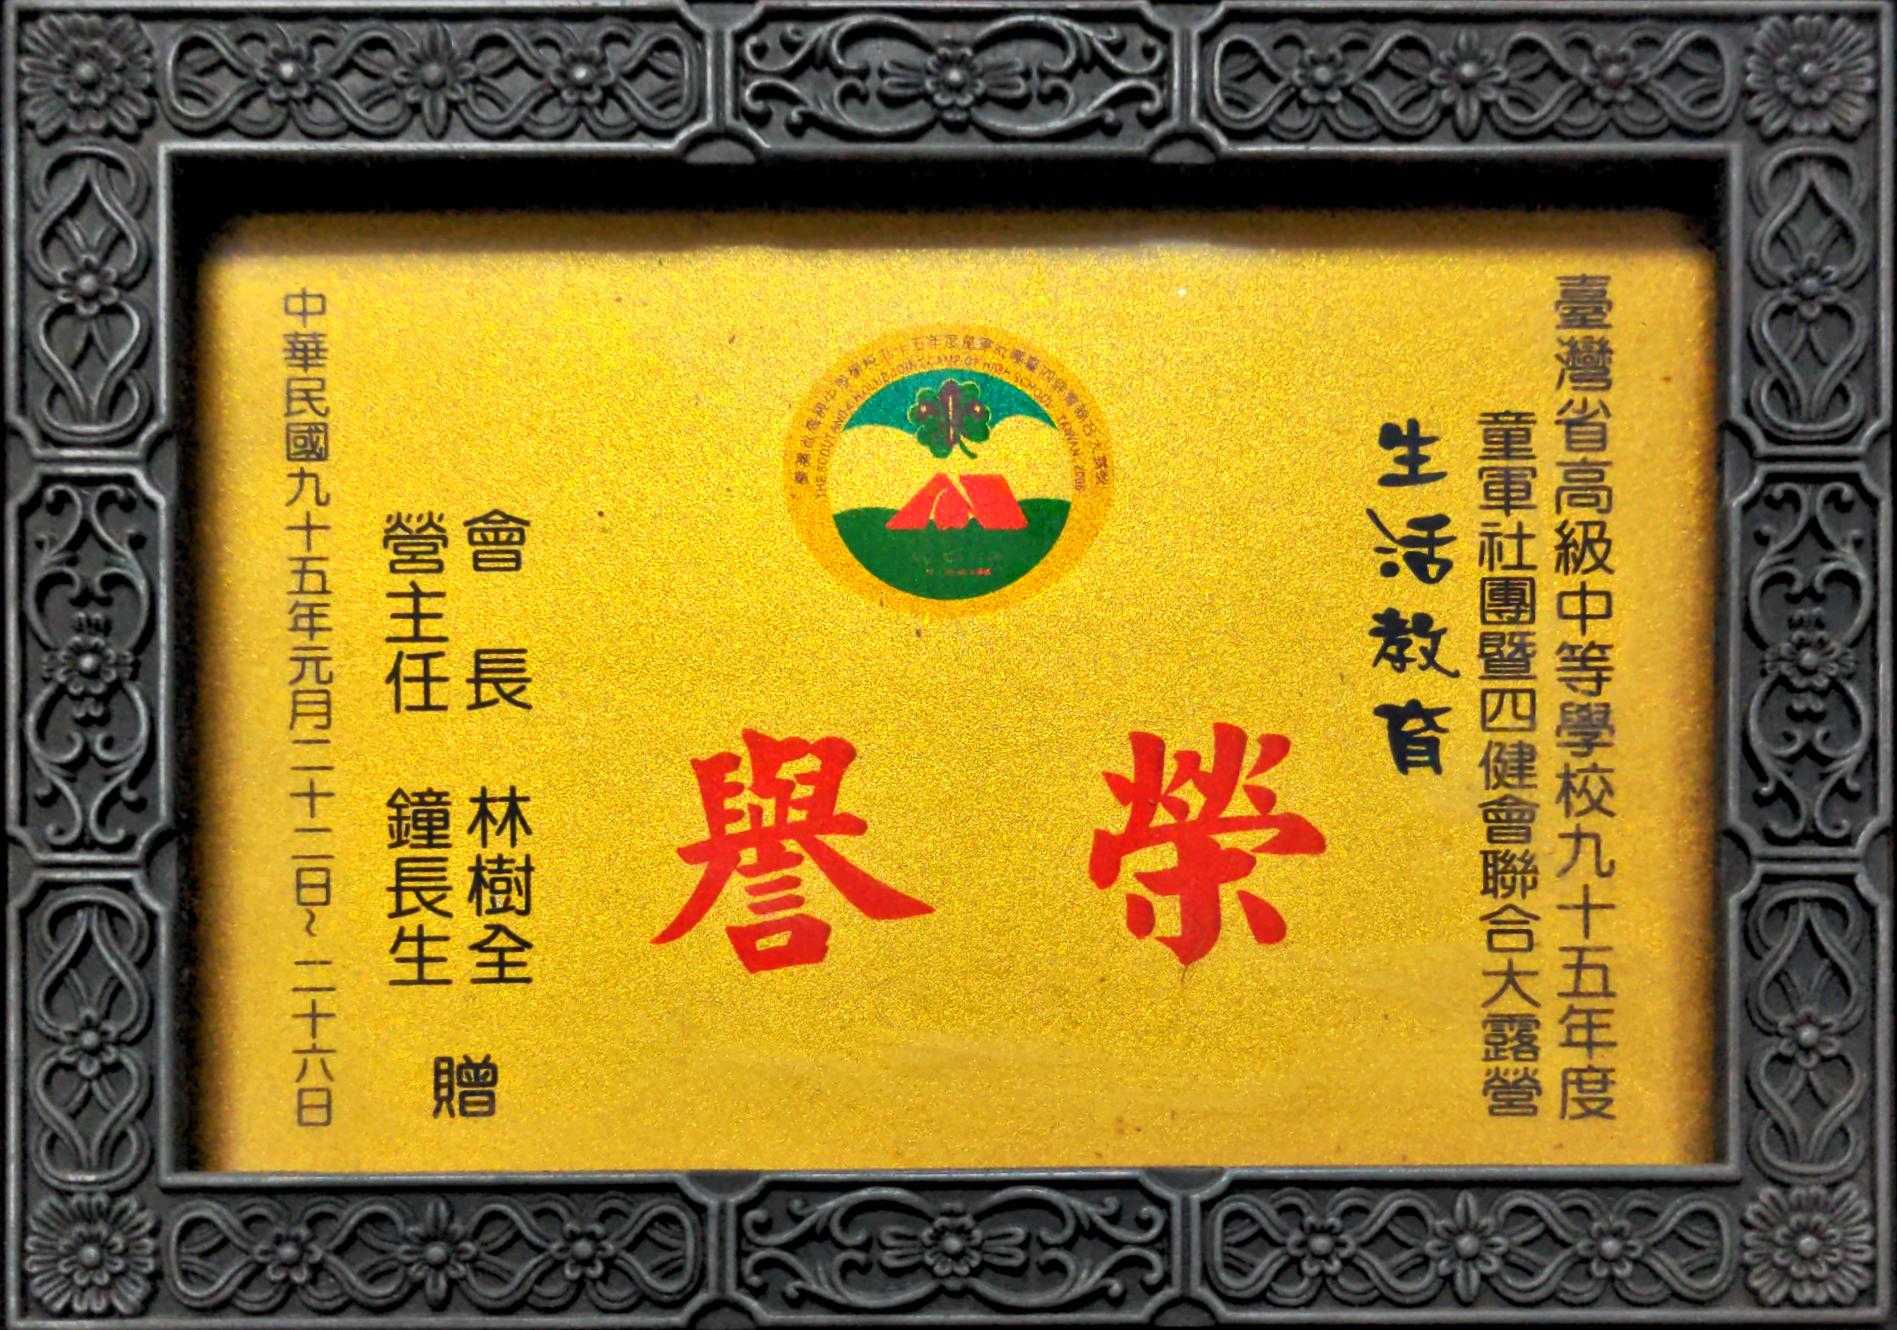 臺灣省高級中等學校九十五年度
童軍社團暨四健會聯合大露營
生活教育
榮譽
會長 林樹全
營主任 鐘長生
贈
中華民國九十五年元月二十二日~二十六日